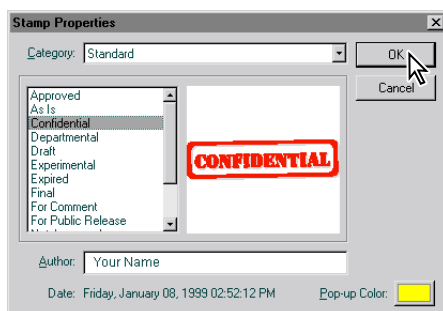 Stamp Properties
Category: Standard
OK
Cancel
Approved
As Is
Confidential
Departmental
Draft
Experimental
Expired
Final
For Comment
For Public Release
CONFIDENTIAL
Author: Your Name
Date: Friday, January 08, 1999 02:52:12 PM Pop-up Color: